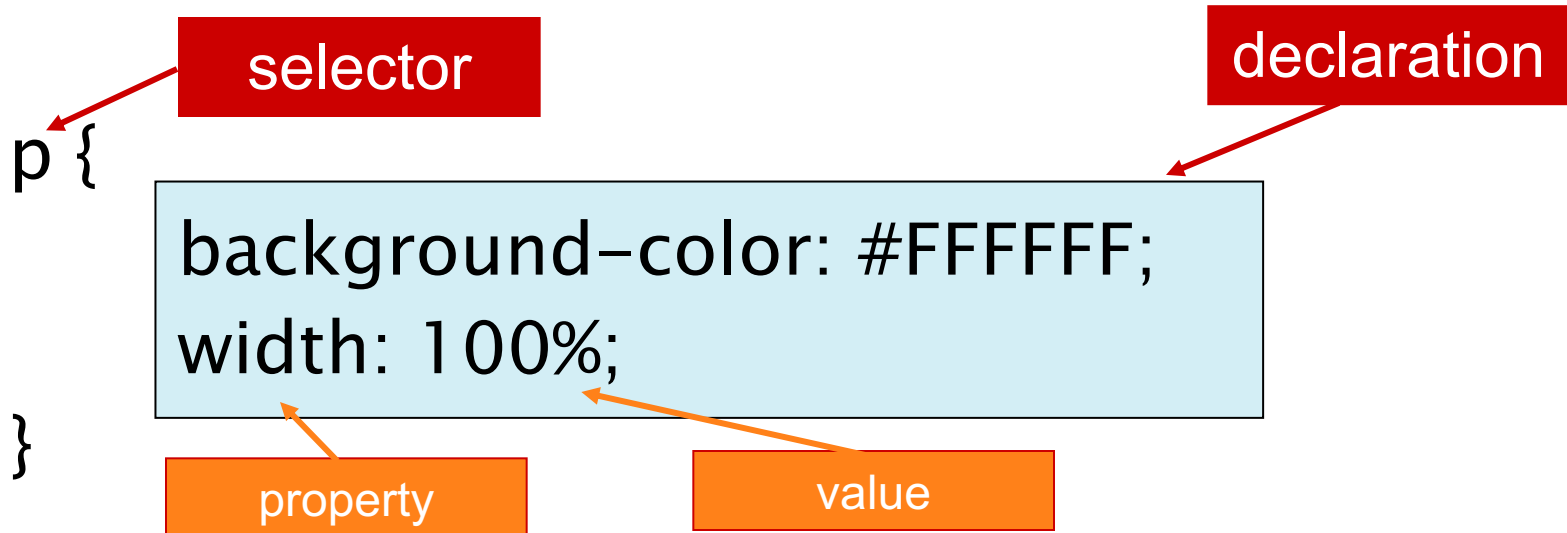 selector
declaration
p {
background-color: #FFFFFF;
width: 100%;
}
property
value